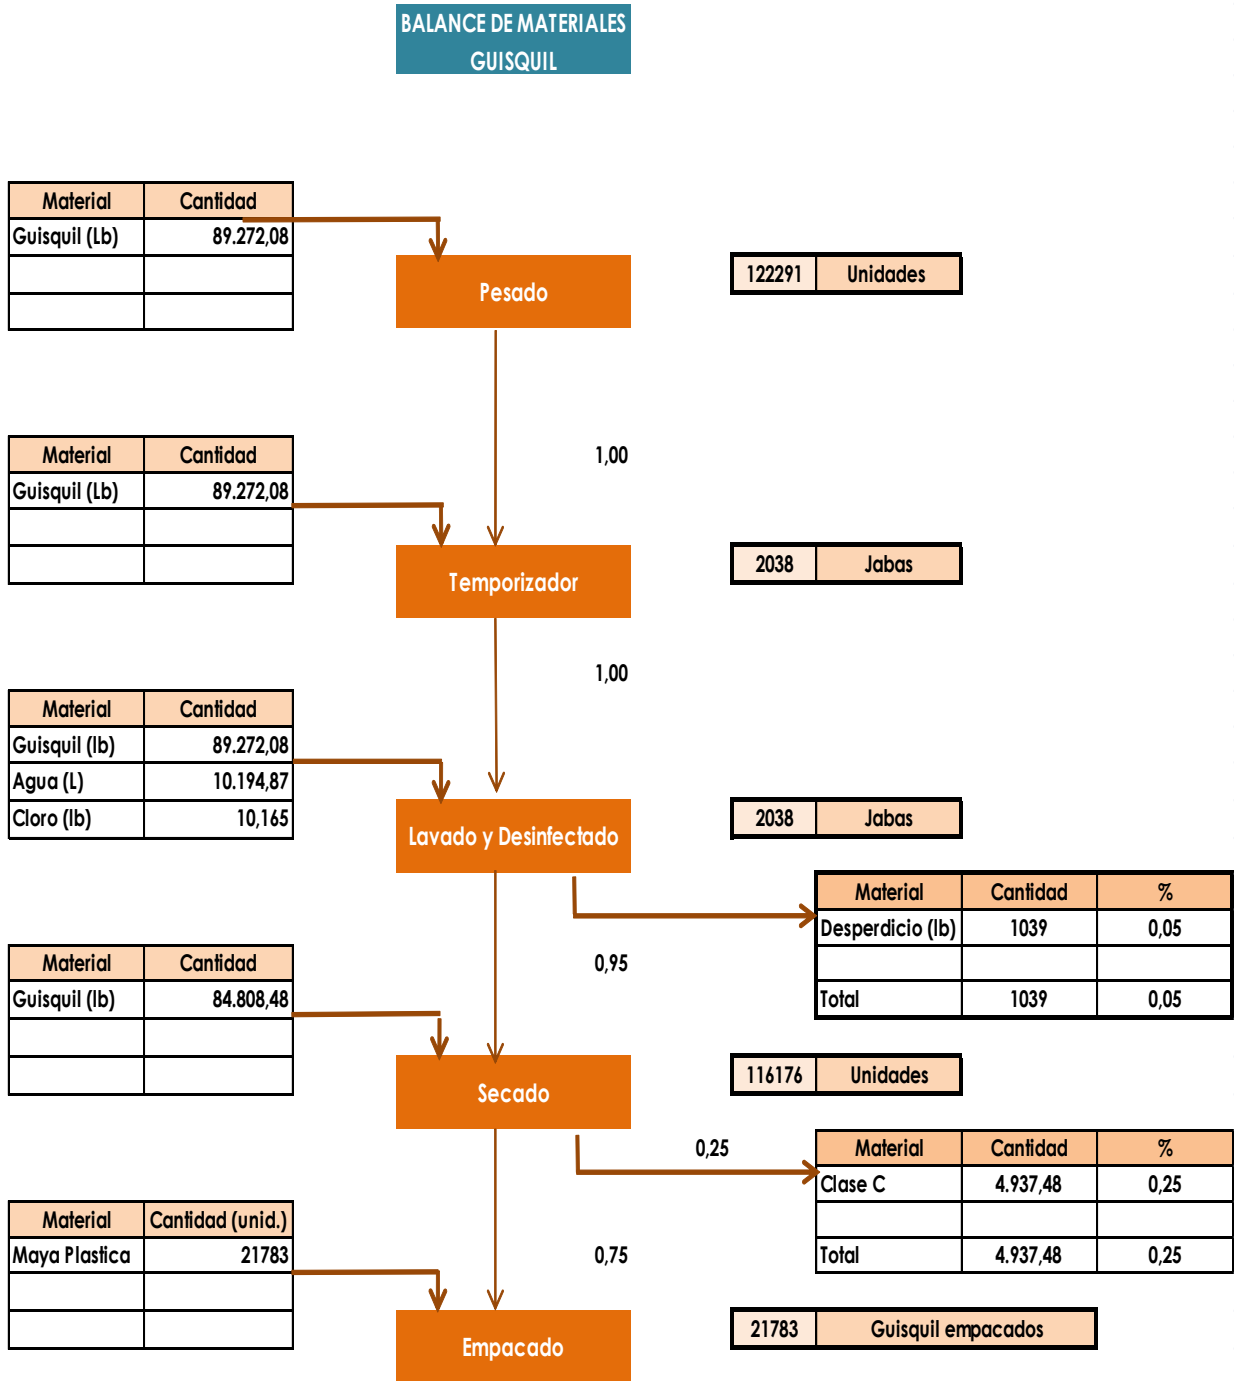 BALANCE DE MATERIALES
GUISQUIL
Material Cantidad
Guisquil (Lb) 89.272,08
Pesado
122291 Unidades
1,00
Material Cantidad
Guisquil (Lb) 89.272,08
Temporizador
2038 Jabas
1,00
Material Cantidad
Guisquil (lb) 89.272,08
Agua (L) 10.194,87
Cloro (lb) 10,165
Lavado y Desinfectado
2038 Jabas
Material Cantidad %
Desperdicio (lb) 1039 0,05
Total 1039 0,05
0,95
Material Cantidad
Guisquil (lb) 84.808,48
Secado
116176 Unidades
0,25
Material Cantidad %
Clase C 4.937,48 0,25
Total 4.937,48 0,25
0,75
Material Cantidad (unid.)
Maya Plastica 21783
Empacado
21783 Guisquil empacados